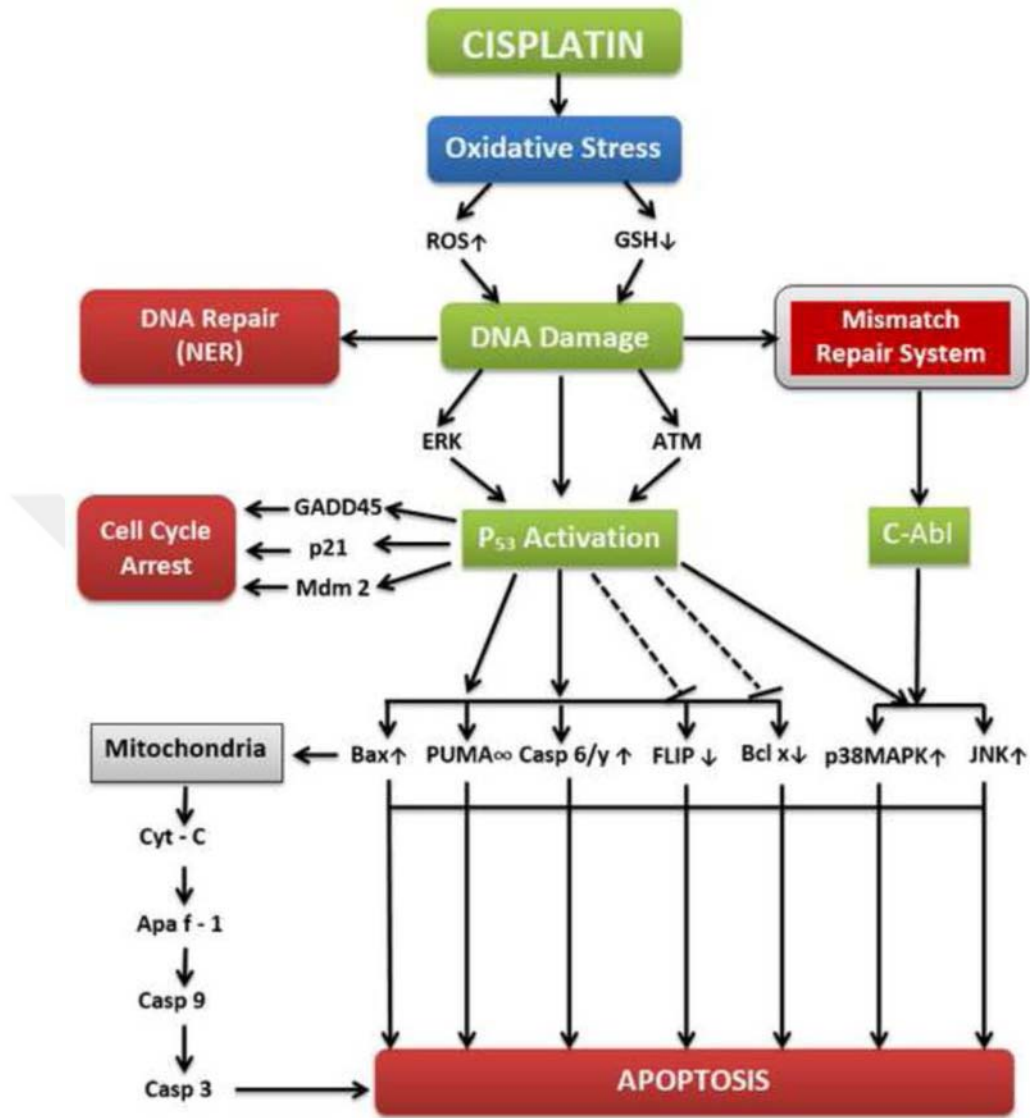 CISPLATIN
Oxidative Stress
ROS↑
GSH↓
DNA Repair
(NER)
DNA Damage
Mismatch
Repair System
ERK
ATM
Cell Cycle
Arrest
GADD45
p21
Mdm 2
P₅₃ Activation
C-Abl
Mitochondria
Bax↑
PUMA∞
Casp 6/y ↑
FLIP ↓
Bcl x↓
p38MAPK↑
JNK↑
Cyt - C
Apa f - 1
Casp 9
Casp 3
APOPTOSIS